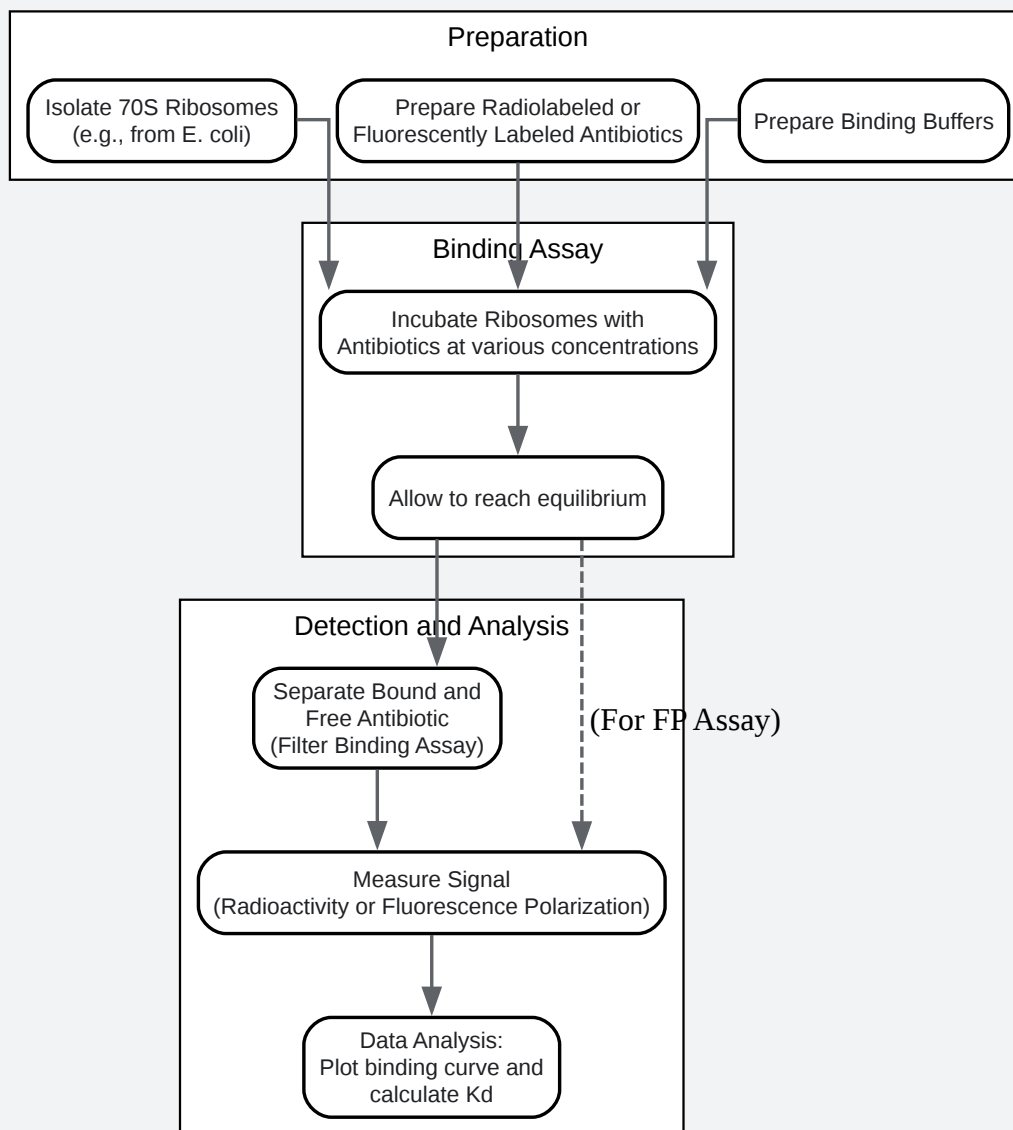 Preparation
Isolate 70S Ribosomes
(e.g., from E. coli)
Prepare Radiolabeled or
Fluorescently Labeled Antibiotics
Prepare Binding Buffers
Binding Assay
Incubate Ribosomes with
Antibiotics at various concentrations
Allow to reach equilibrium
Detection and Analysis
Separate Bound and
Free Antibiotic
(Filter Binding Assay)
(For FP Assay)
Measure Signal
(Radioactivity or Fluorescence Polarization)
Data Analysis:
Plot binding curve and
calculate Kd